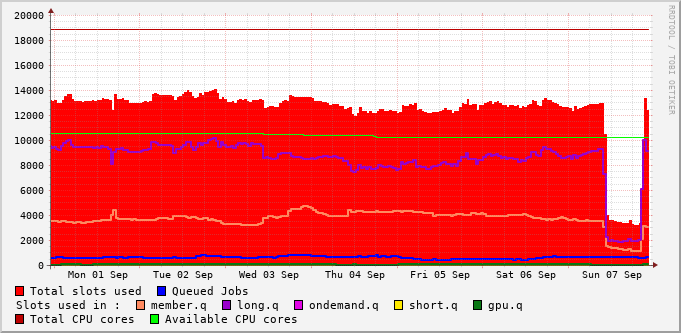 RRDTOOL / TOBI OETIKER
20000
18000
16000
14000
12000
10000
8000
6000
4000
2000
0
Mon 01 Sep Tue 02 Sep Wed 03 Sep Thu 04 Sep Fri 05 Sep Sat 06 Sep Sun 07 Sep
Total slots used Queued Jobs
Slots used in : member.q long.q ondemand.q short.q gpu.q
Total CPU cores Available CPU cores